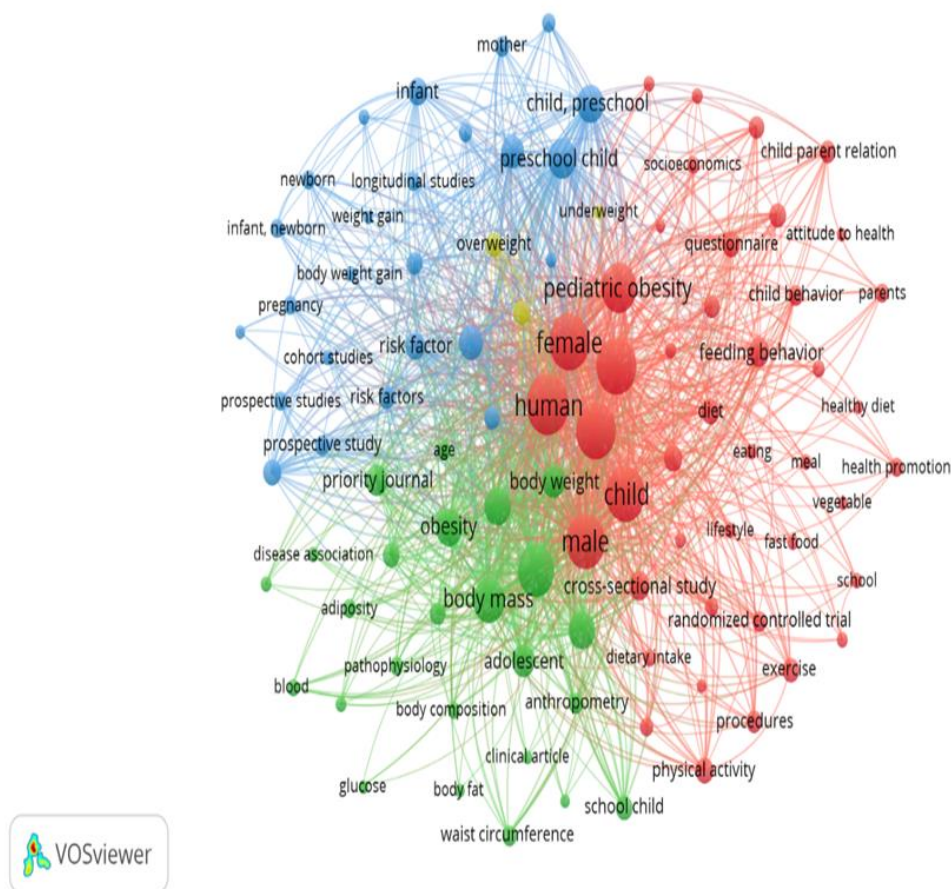 mother
infant
child, preschool
child parent relation
preschool child
socioeconomics
newborn
longitudinal studies
weight gain
underweight
infant, newborn
attitude to health
overweight
questionnaire
body weight gain
pediatric obesity
child behavior
parents
pregnancy
female
risk factor
feeding behavior
cohort studies
prospective studies
risk factors
human
diet
healthy diet
prospective study
age
eating
meal
health promotion
priority journal
body weight
child
vegetable
obesity
lifestyle
fast food
male
disease association
cross-sectional study
school
body mass
adiposity
randomized controlled trial
pathophysiology
adolescent
dietary intake
exercise
blood
body composition
anthropometry
procedures
clinical article
physical activity
glucose
body fat
school child
waist circumference
VOSviewer